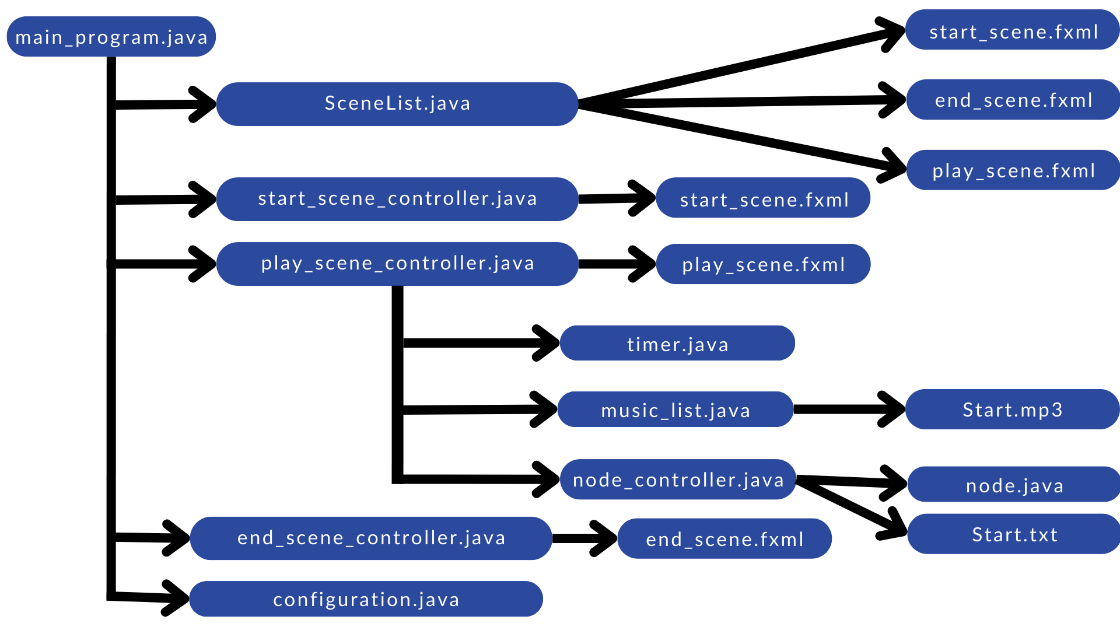 main_program.java
SceneList.java
start_scene.fxml
end_scene.fxml
play_scene.fxml
start_scene_controller.java
start_scene.fxml
play_scene_controller.java
play_scene.fxml
timer.java
music_list.java
Start.mp3
node_controller.java
node.java
Start.txt
end_scene_controller.java
end_scene.fxml
configuration.java